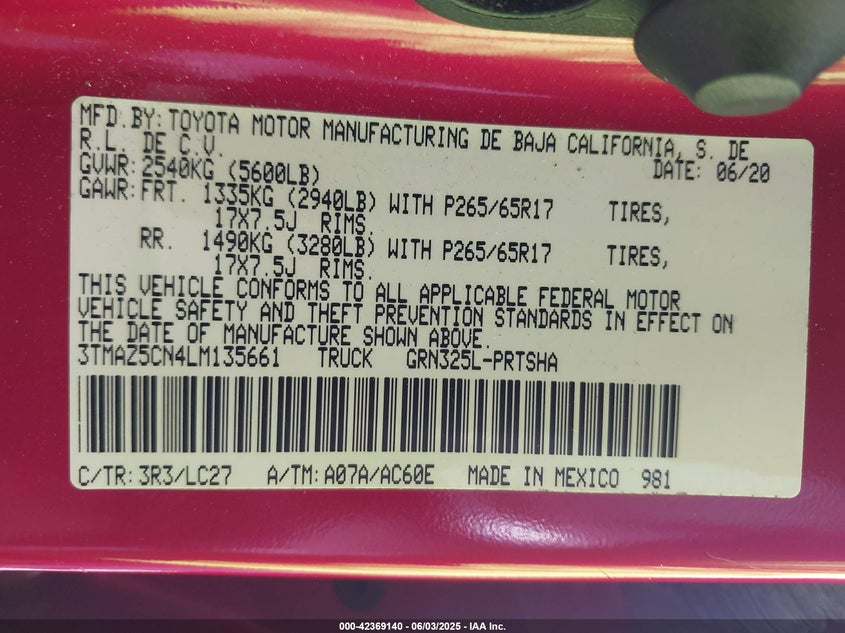 MFD.BY: TOYOTA MOTOR MANUFACTURING DE BAJA CALIFORNIA, S. DE
R.L. DE C.V. DATE: 06/20
GVWR: 2540KG (5600LB)
GAWR: FRT. 1335KG (2940LB) WITH P265/65R17 TIRES,
17X7.5J RIMS.
RR. 1490KG (3280LB) WITH P265/65R17 TIRES,
17X7.5J RIMS.
THIS VEHICLE CONFORMS TO ALL APPLICABLE FEDERAL MOTOR
VEHICLE SAFETY AND THEFT PREVENTION STANDARDS IN EFFECT ON
THE DATE OF MANUFACTURE SHOWN ABOVE.
3TMAZ5CN4LM135661 TRUCK GRN325L-PRTSHA
C/TR: 3R3/LC27 A/TM: A07A/AC60E MADE IN MEXICO 981
000-42369140 - 06/03/2025 - IAA Inc.